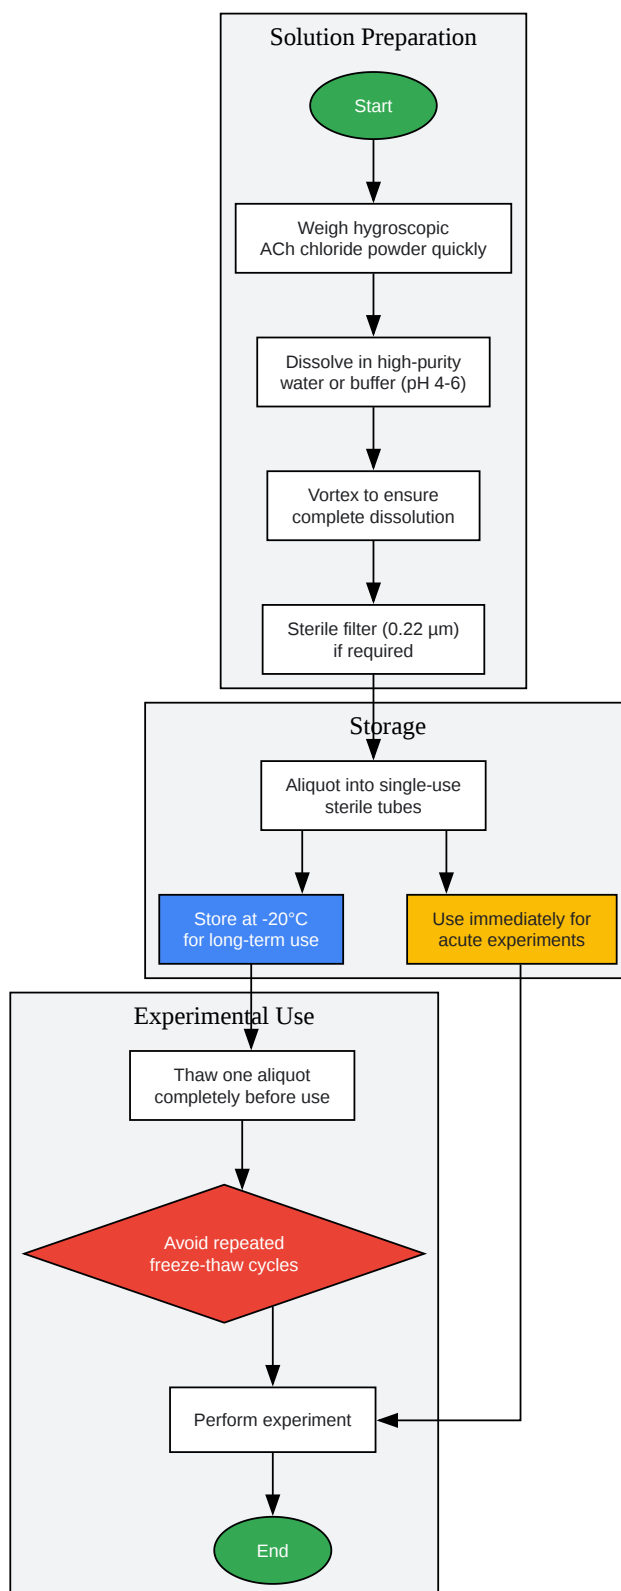 Solution Preparation
Start
Weigh hygroscopic
ACh chloride powder quickly
Dissolve in high-purity
water or buffer (pH 4-6)
Vortex to ensure
complete dissolution
Sterile filter (0.22 µm)
if required
Storage
Aliquot into single-use
sterile tubes
Store at -20°C
for long-term use
Use immediately for
acute experiments
Experimental Use
Thaw one aliquot
completely before use
Avoid repeated
freeze-thaw cycles
Perform experiment
End